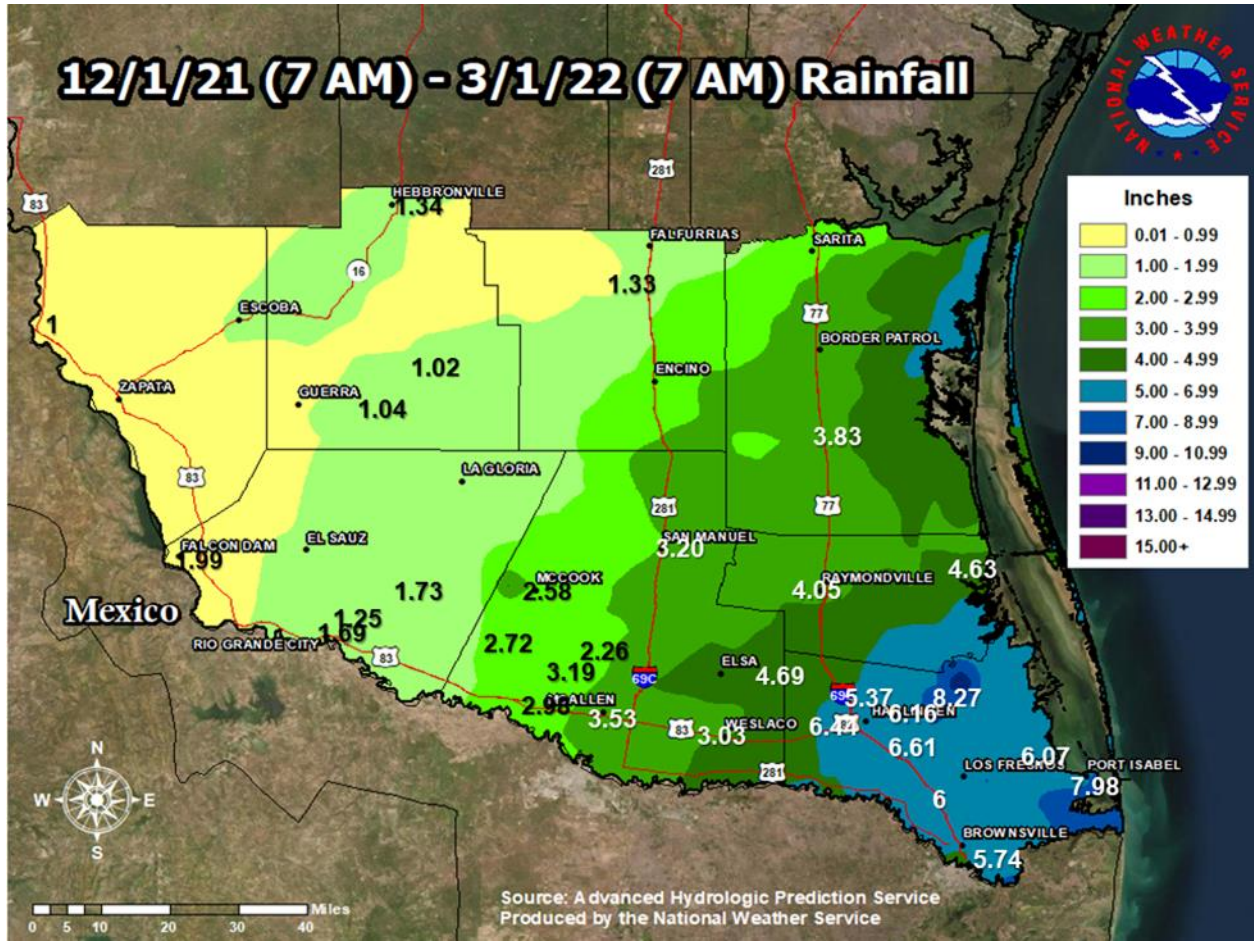 12/1/21 (7 AM) - 3/1/22 (7 AM) Rainfall
NATIONAL WEATHER SERVICE
Inches
0.01 - 0.99
1.00 - 1.99
2.00 - 2.99
3.00 - 3.99
4.00 - 4.99
5.00 - 6.99
7.00 - 8.99
9.00 - 10.99
11.00 - 12.99
13.00 - 14.99
15.00+
281
83
HEBBRONVILLE
1.34
FALFURRIAS
SARITA
16
1.33
ESCOBA
77
1
BORDER PATROL
1.02
ENCINO
ZAPATA
GUERRA
1.04
3.83
LA GLORIA
83
281
77
SAN MANUEL
3.20
EL SAUZ
FALCON DAM
1.99
4.63
MCCOOK
2.58
RAYMONDVILLE
4.05
1.73
Mexico
1.25
1.69
RIO GRANDE CITY
83
2.72
2.26
3.19
69C
ELSA
4.69
5.37
8.27
2.98
3.53
6.16
WESLACO
3.03
83
6.44
6.61
6.07
LOS FRESNOS
PORT ISABEL
7.98
281
6
BROWNSVILLE
5.74
N
W
E
S
Miles
0 5 10 20 30 40
Source: Advanced Hydrologic Prediction Service
Produced by the National Weather Service